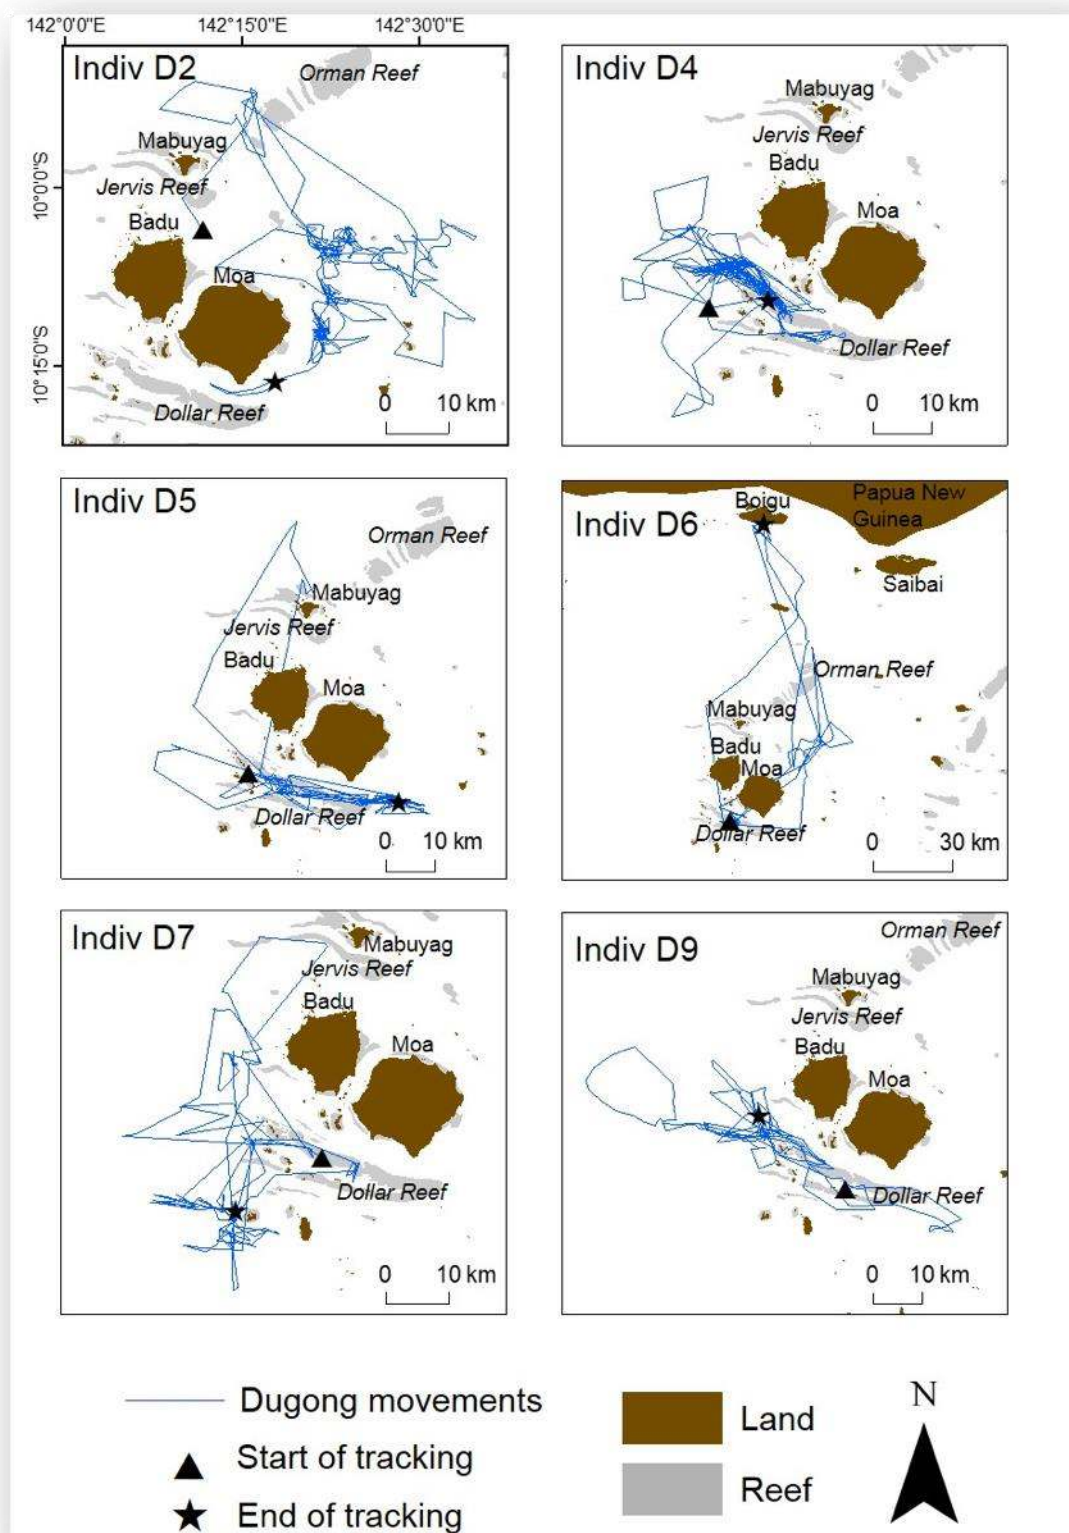 142°0'0"E 142°15'0"E 142°30'0"E
10°0'0"S
10°15'0"S
Indiv D2
Orman Reef
Mabuyag
Jervis Reef
Badu
Moa
Dollar Reef
0 10 km
Indiv D4
Mabuyag
Jervis Reef
Badu
Moa
Dollar Reef
0 10 km
Indiv D5
Orman Reef
Mabuyag
Jervis Reef
Badu
Moa
Dollar Reef
0 10 km
Indiv D6
Boigu
Papua New
Guinea
Saibai
Orman Reef
Mabuyag
Badu
Moa
Dollar Reef
0 30 km
Indiv D7
Mabuyag
Jervis Reef
Badu
Moa
Dollar Reef
0 10 km
Indiv D9
Orman Reef
Mabuyag
Jervis Reef
Badu
Moa
Dollar Reef
0 10 km
Dugong movements
Start of tracking
End of tracking
Land
Reef
N